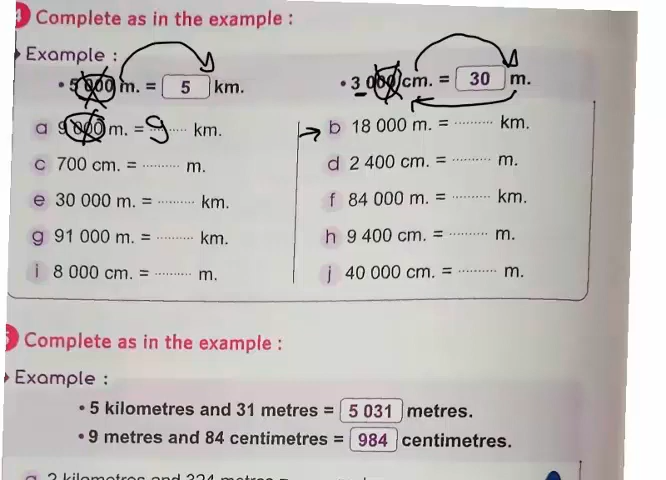 Complete as in the example :
Example :
• 5 000 m. = 5 km.
• 3 000 cm. = 30 m.
a 9 000 m. = 9 ...... km.
b 18 000 m. = ......... km.
c 700 cm. = ......... m.
d 2 400 cm. = ......... m.
e 30 000 m. = ......... km.
f 84 000 m. = ......... km.
g 91 000 m. = ......... km.
h 9 400 cm. = ......... m.
i 8 000 cm. = ......... m.
j 40 000 cm. = ......... m.
5 Complete as in the example :
Example :
• 5 kilometres and 31 metres = 5 031 metres.
• 9 metres and 84 centimetres = 984 centimetres.